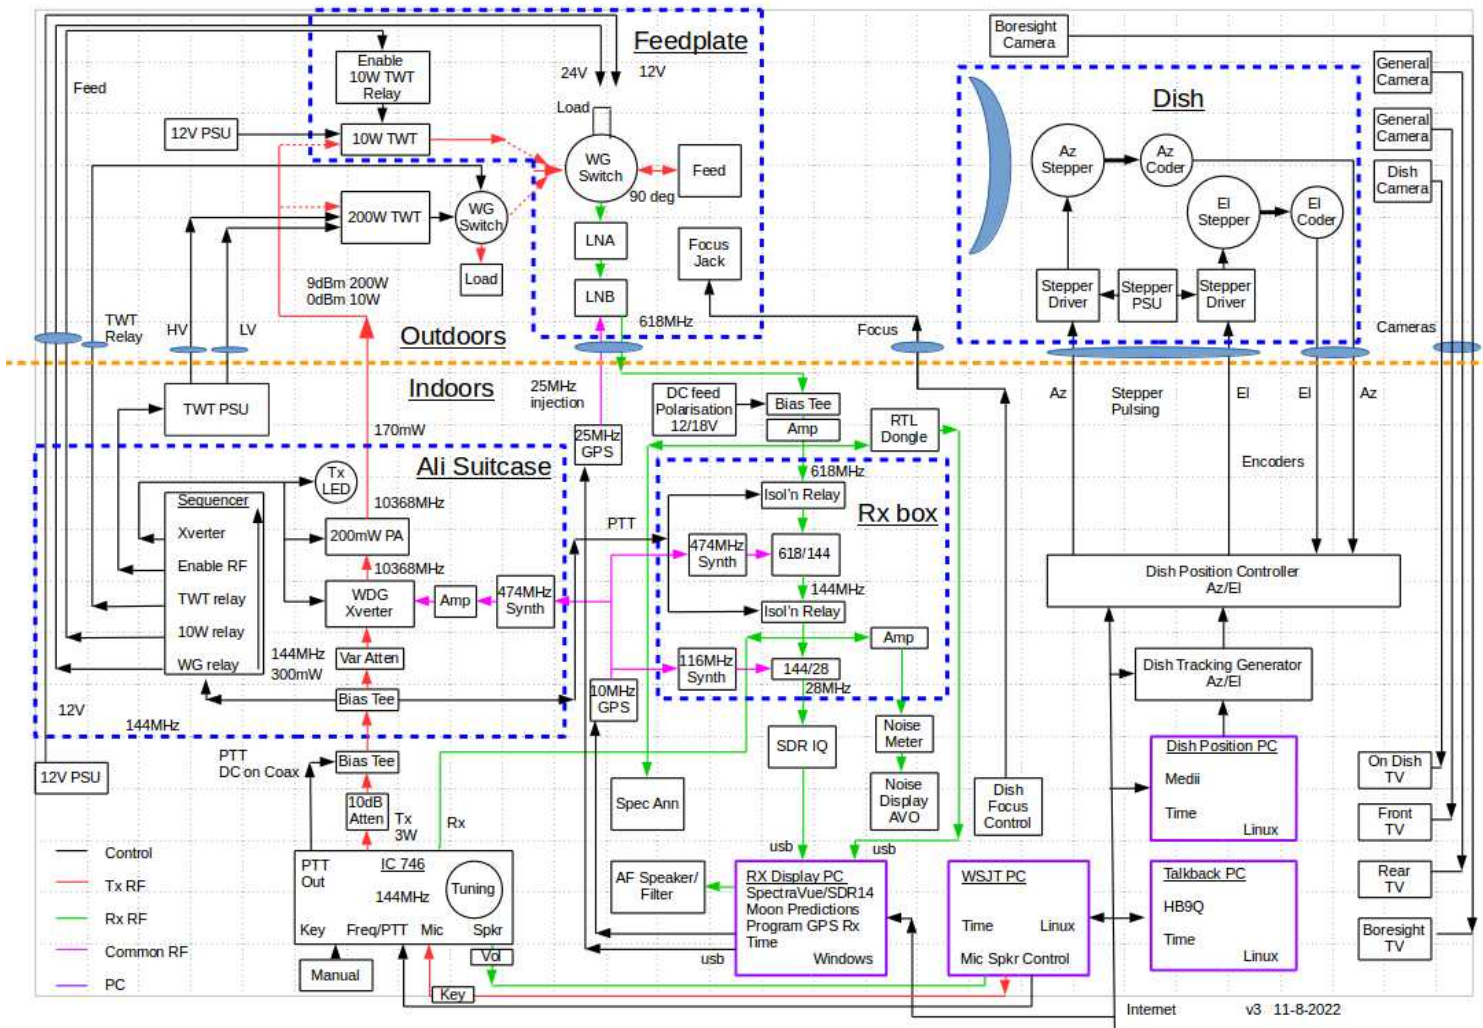 Feedplate
Boresight
Camera
Enable
10W TWT
Relay
24V
12V
General
Camera
Feed
Load
Dish
12V PSU
10W TWT
General
Camera
WG
Switch
Feed
90 deg
Az
Stepper
Az
Coder
Dish
Camera
200W TWT
WG
Switch
El
Stepper
El
Coder
LNA
Focus
Jack
Load
LNB
9dBm 200W
0dBm 10W
Stepper
Driver
Stepper
PSU
Stepper
Driver
TWT
Relay
HV
LV
618MHz
Outdoors
Focus
Cameras
Indoors
25MHz
injection
DC feed
Polarisation
12/18V
Bias Tee
Amp
RTL
Dongle
Az
Stepper
Pulsing
El
El
Az
TWT PSU
170mW
25MHz
GPS
Encoders
Ali Suitcase
Tx
LED
618MHz
Isol'n Relay
Rx box
Sequencer
Xverter
Enable RF
TWT relay
10W relay
WG relay
10368MHz
200mW PA
10368MHz
WDG
Xverter
Amp
474MHz
Synth
PTT
474MHz
Synth
618/144
144MHz
Isol'n Relay
Dish Position Controller
Az/El
144MHz
300mW
Var Atten
Bias Tee
Amp
116MHz
Synth
144/28
28MHz
10MHz
GPS
Dish Tracking Generator
Az/El
12V
144MHz
12V PSU
PTT
DC on Coax
Bias Tee
10dB
Atten
Tx
3W
Rx
Spec Ann
SDR IQ
Noise
Meter
Noise
Display
AVO
Dish
Focus
Control
Dish Position PC
Medii
Time
Linux
On Dish
TV
Front
TV
Control
Tx RF
Rx RF
Common RF
PC
PTT
Out
IC 746
144MHz
Tuning
Key
Freq/PTT
Mic
Spkr
Manual
Vol
Key
AF Speaker/
Filter
usb
usb
usb
RX Display PC
SpectraVue/SDR14
Moon Predictions
Program GPS Rx
Time
Windows
WSJT PC
Time
Linux
Mic Spkr Control
Talkback PC
HB9Q
Time
Linux
Rear
TV
Boresight
TV
Internet
v3 11-8-2022